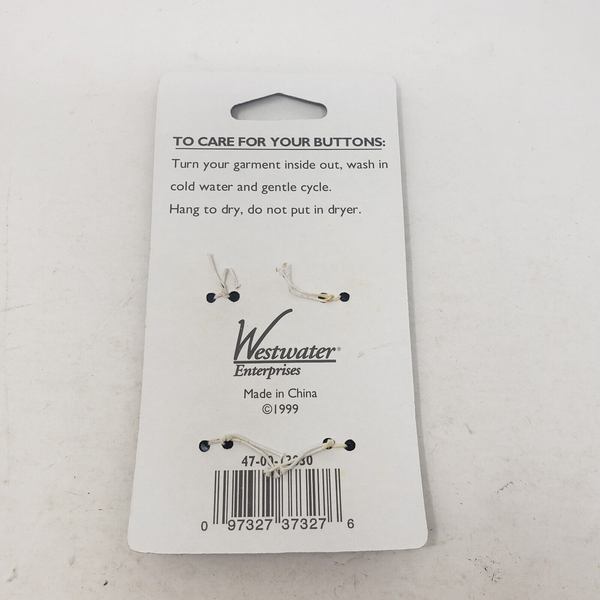 TO CARE FOR YOUR BUTTONS:
Turn your garment inside out, wash in
cold water and gentle cycle.
Hang to dry, do not put in dryer.
Westwater®
Enterprises
Made in China
©1999
0 97327 37327 6